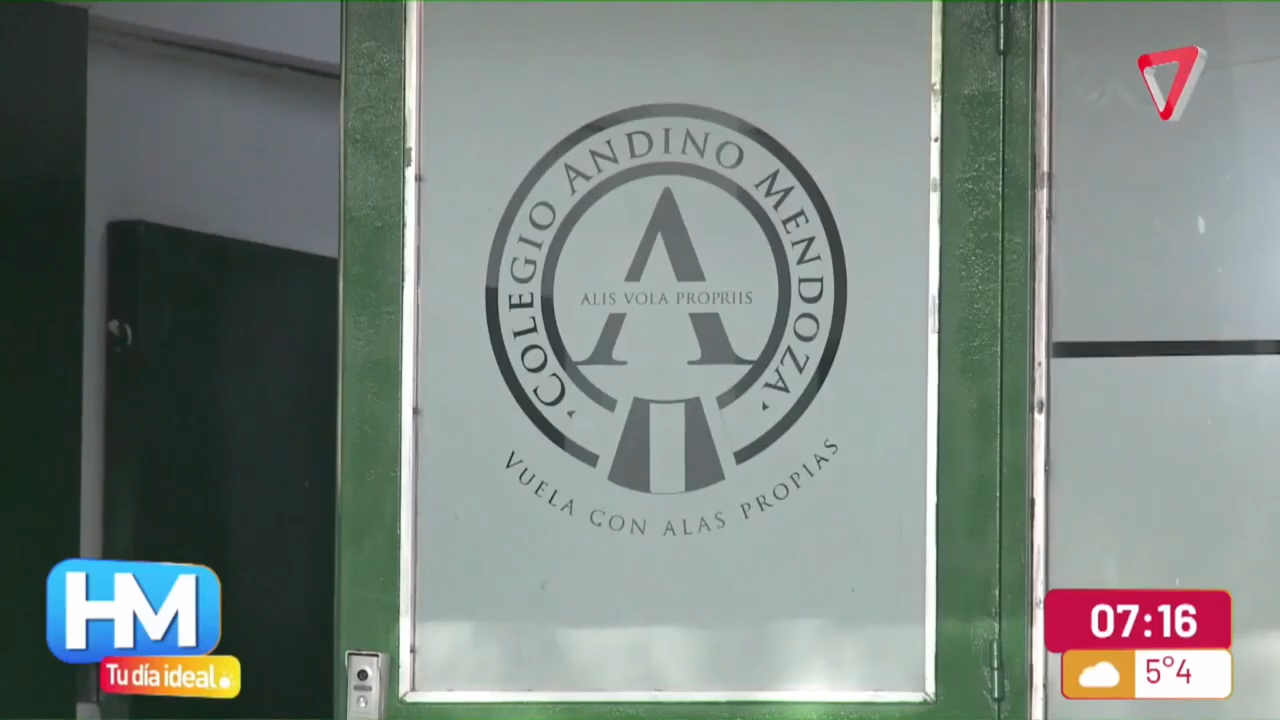 COLEGIO ANDINO MENDOZA
ALIS VOLA PROPRIIS
VUELA CON ALAS PROPIAS
HM
Tu día ideal
07:16
5°4